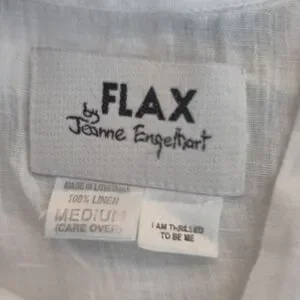 FLAX
by
Jeanne Engelhart
MADE IN LITHUANIA
100% LINEN
MEDIUM
(CARE OVER)
I AM THRILLED
TO BE ME